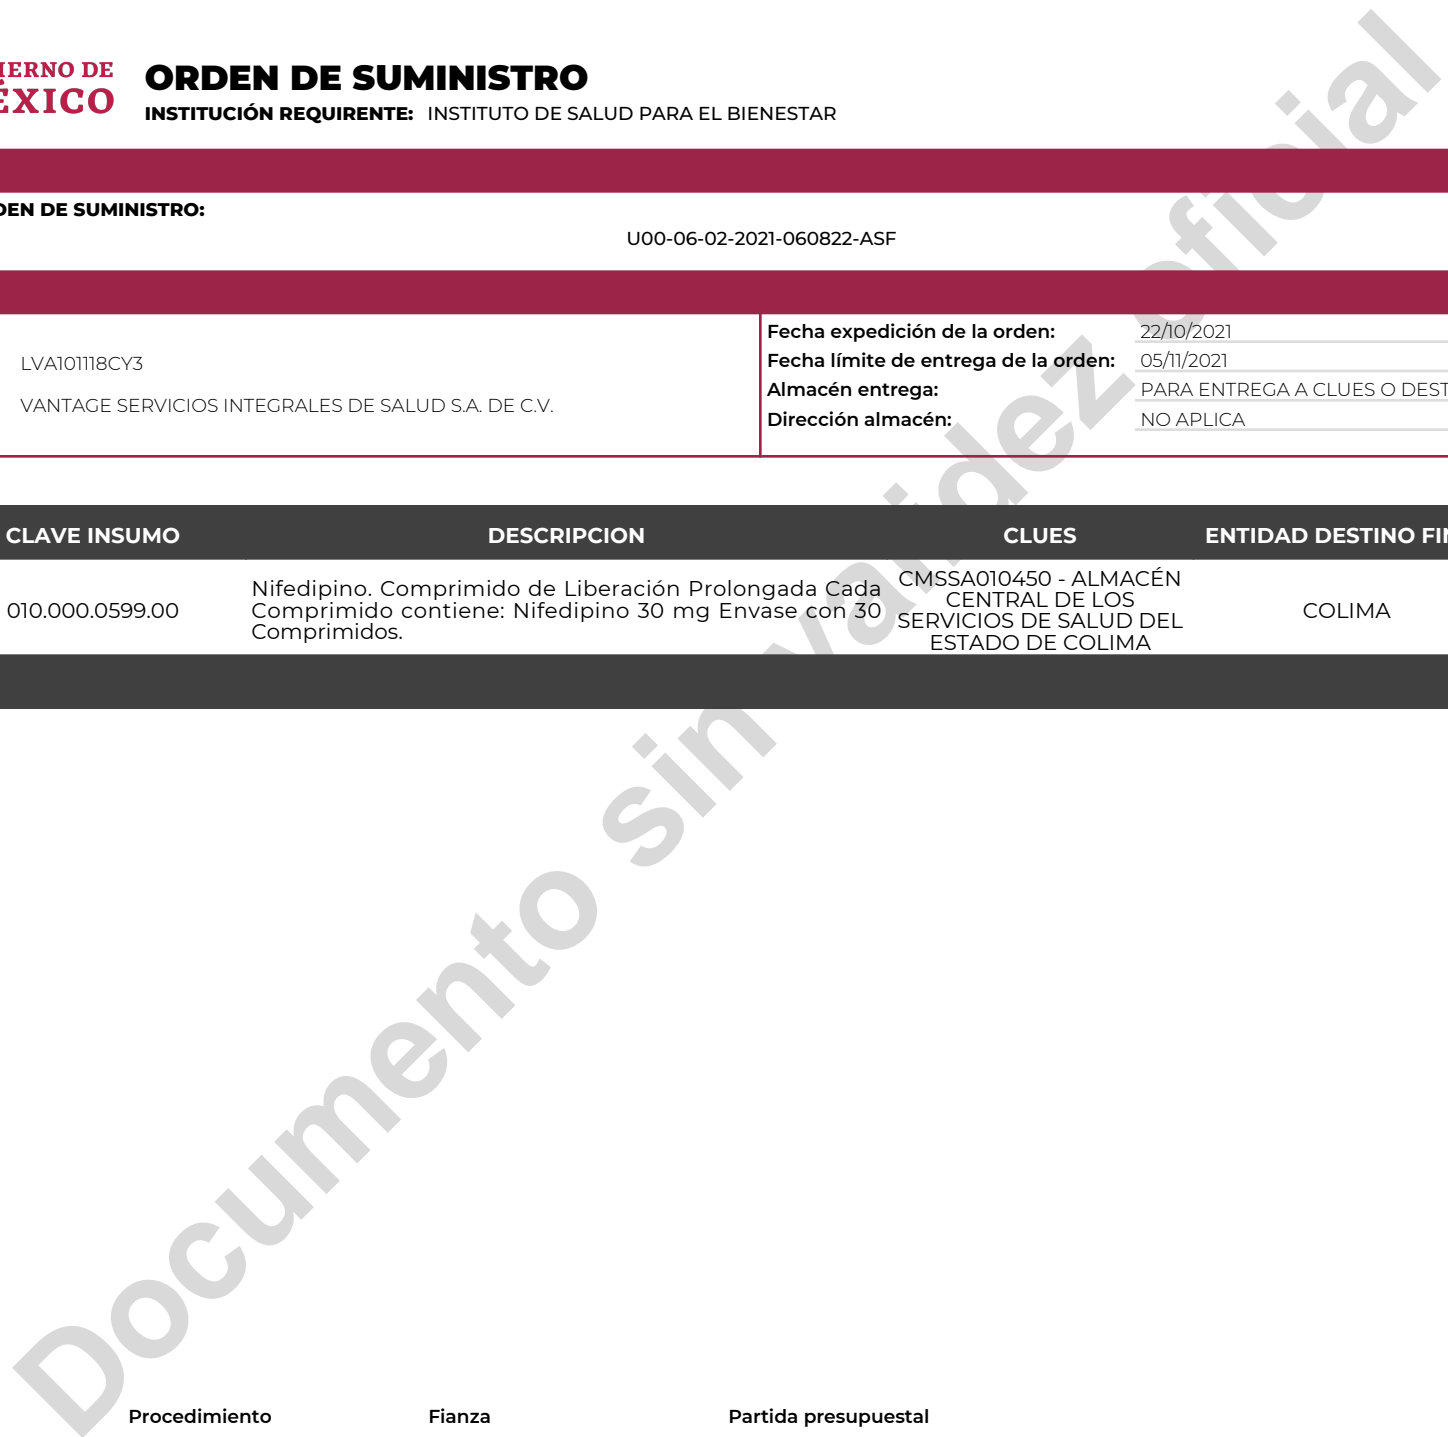 IERNO DE
ÉXICO
ORDEN DE SUMINISTRO
INSTITUCIÓN REQUIRENTE: INSTITUTO DE SALUD PARA EL BIENESTAR
DEN DE SUMINISTRO:
U00-06-02-2021-060822-ASF
LVA101118CY3
VANTAGE SERVICIOS INTEGRALES DE SALUD S.A. DE C.V.
Fecha expedición de la orden: 22/10/2021
Fecha límite de entrega de la orden: 05/11/2021
Almacén entrega: PARA ENTREGA A CLUES O DEST
Dirección almacén: NO APLICA
CLAVE INSUMO DESCRIPCION CLUES ENTIDAD DESTINO FIN
010.000.0599.00
Nifedipino. Comprimido de Liberación Prolongada Cada
Comprimido contiene: Nifedipino 30 mg Envase con 30
Comprimidos.
CMSSA010450 - ALMACÉN
CENTRAL DE LOS
SERVICIOS DE SALUD DEL
ESTADO DE COLIMA
COLIMA
Documento sin validez oficial
Procedimiento Fianza Partida presupuestal